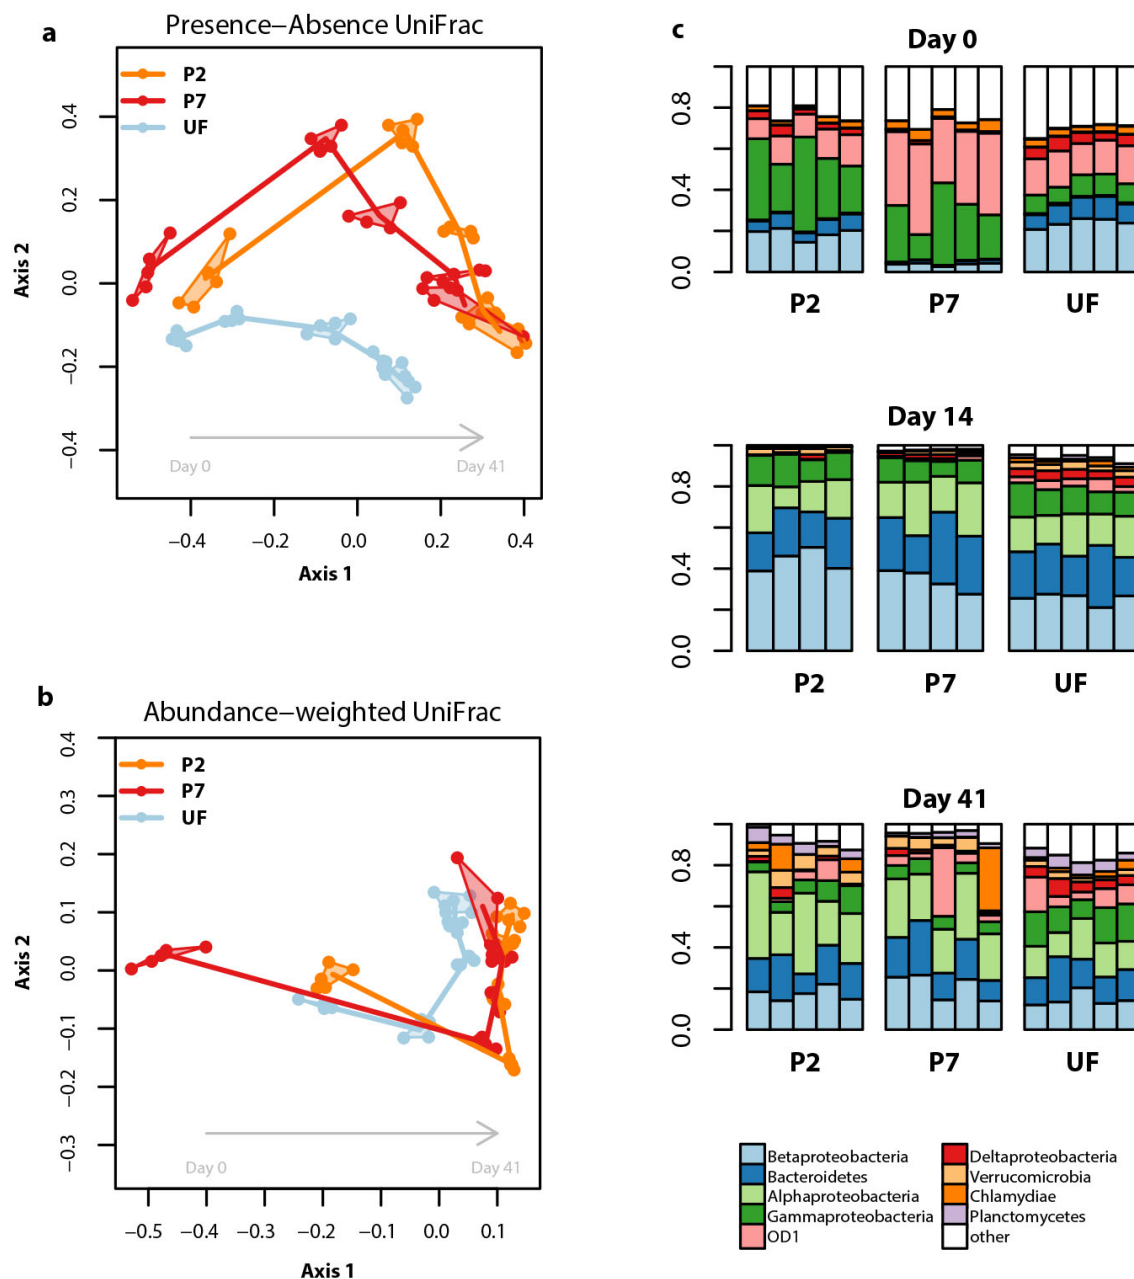 a
Presence−Absence UniFrac
P2
P7
UF
0.4
0.2
0.0
−0.2
−0.4
Axis 2
Day 0
Day 41
−0.4
−0.2
0.0
0.2
0.4
Axis 1
b
Abundance−weighted UniFrac
P2
P7
UF
0.4
0.3
0.2
0.1
0.0
−0.1
−0.2
−0.3
Axis 2
Day 0
Day 41
−0.5
−0.4
−0.3
−0.2
−0.1
0.0
0.1
Axis 1
c
Day 0
0.8
0.4
0.0
P2
P7
UF
Day 14
0.8
0.4
0.0
P2
P7
UF
Day 41
0.8
0.4
0.0
P2
P7
UF
Betaproteobacteria
Bacteroidetes
Alphaproteobacteria
Gammaproteobacteria
OD1
Deltaproteobacteria
Verrucomicrobia
Chlamydiae
Planctomycetes
other